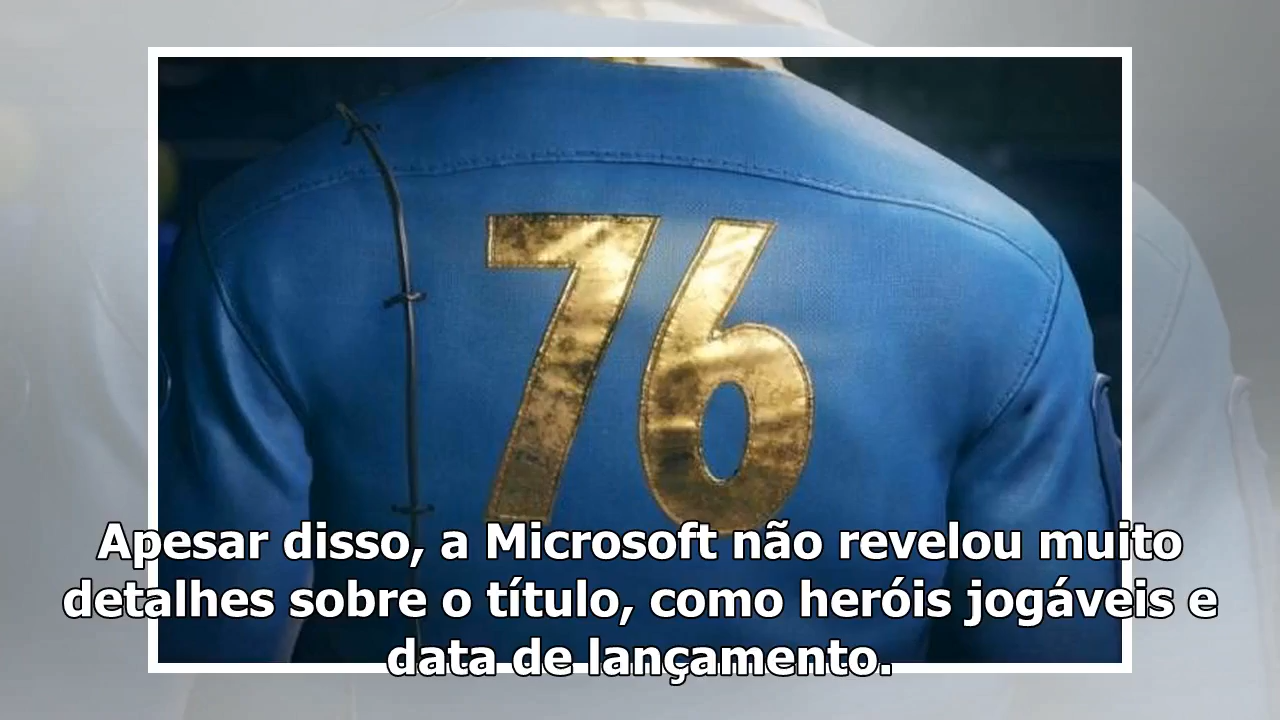 76
Apesar disso, a Microsoft não revelou muito
detalhes sobre o título, como heróis jogáveis e
data de lançamento.